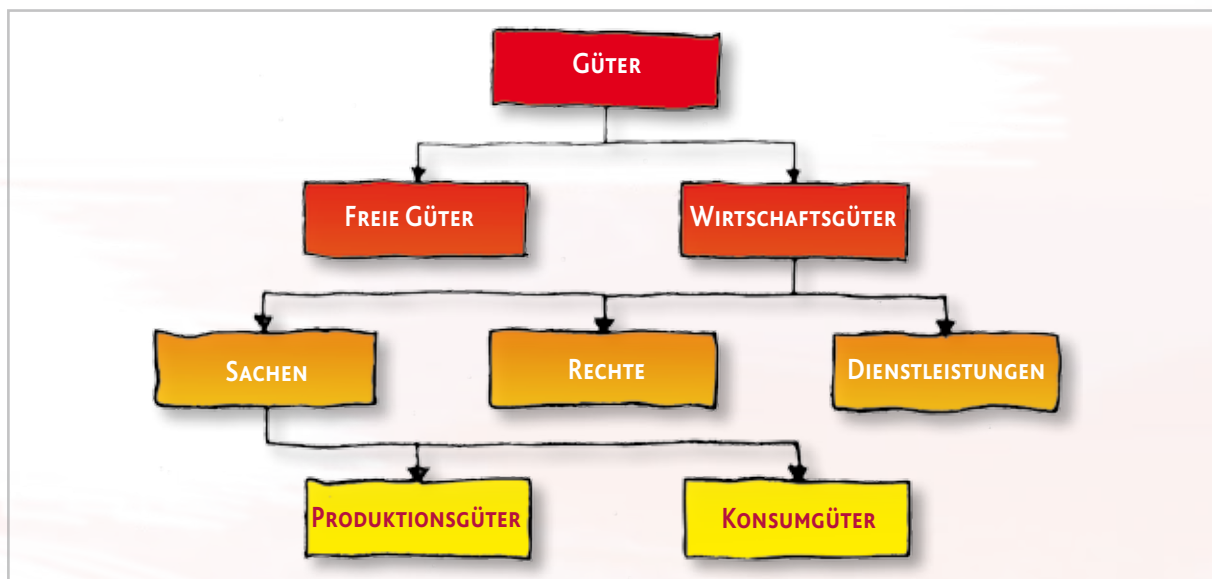 GÜTER
FREIE GÜTER
WIRTSCHAFTSGÜTER
SACHEN
RECHTE
DIENSTLEISTUNGEN
PRODUKTIONSGÜTER
KONSUMGÜTER